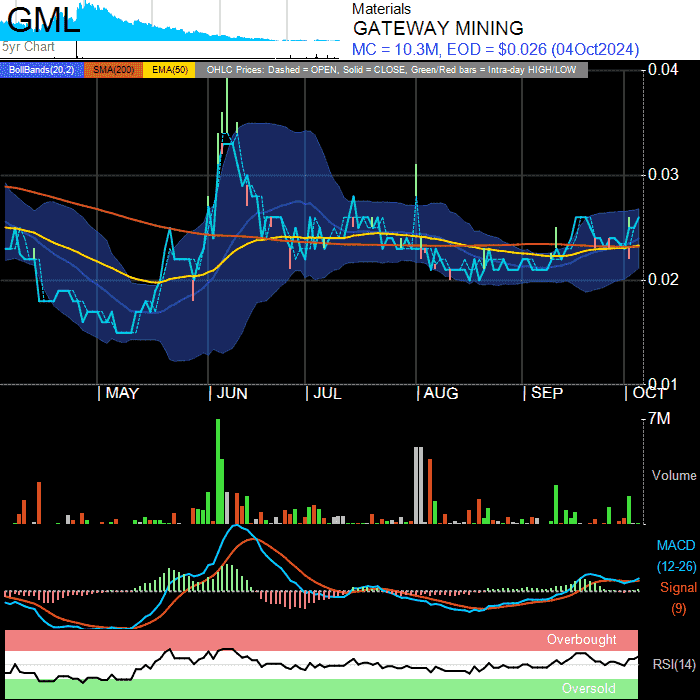 GML
5yr Chart
Materials
GATEWAY MINING
MC = 10.3M, EOD = $0.026 (04Oct2024)
BollBands(20,2) SMA(200) EMA(50) OHLC Prices: Dashed = OPEN, Solid = CLOSE, Green/Red bars = Intra-day HIGH/LOW
0.04
0.03
0.02
0.01
MAY JUN JUL AUG SEP OCT
7M
Volume
MACD
(12-26)
Signal
(9)
Overbought
RSI(14)
Oversold